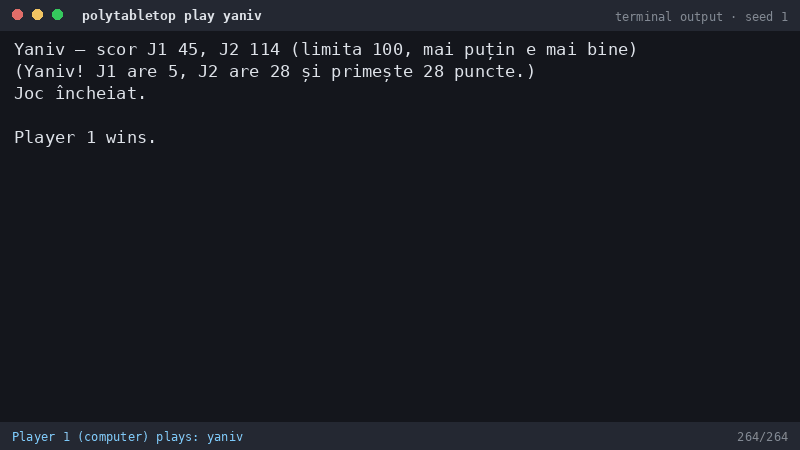 polytabletop play yaniv
terminal output · seed 1
Yaniv — scor J1 45, J2 114 (limita 100, mai puțin e mai bine)
(Yaniv! J1 are 5, J2 are 28 și primește 28 puncte.)
Joc încheiat.
Player 1 wins.
Player 1 (computer) plays: yaniv
264/264